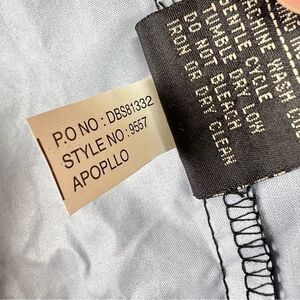 P.O NO : DBS81332
STYLE NO : 9557
APOPLLO
CHINE WASH
GENTLE CYCLE
TUMBLE DRY LOW
DO NOT BLEACH
IRON OR DRY CLEAN